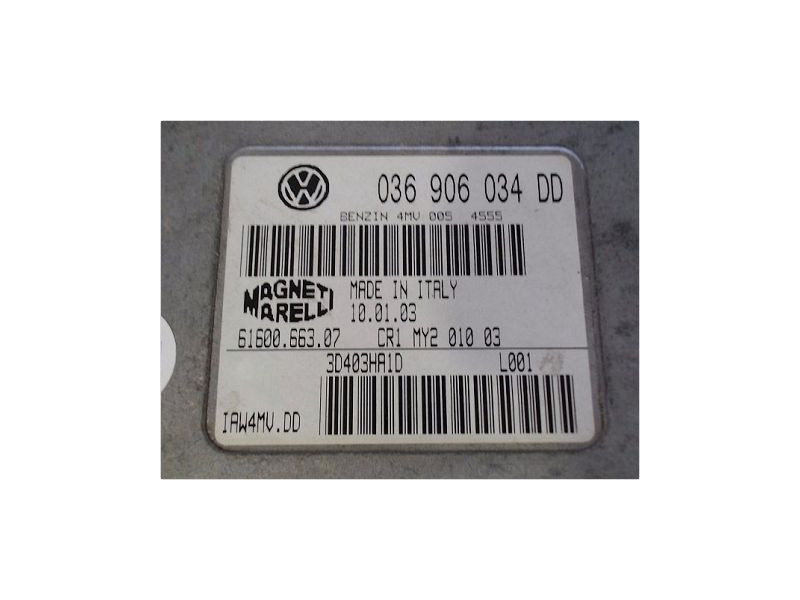 036 906 034 DD
BENZIN 4MV 005 4555
MAGNETI MARELLI
MADE IN ITALY
10.01.03
61600.663.07 CR1 MY2 010 03
3D403HA1D L001
IAW4MV.DD